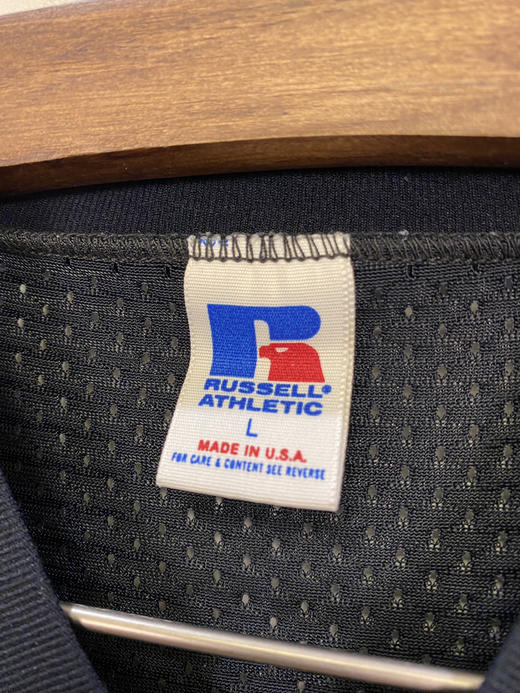 RUSSELL®
ATHLETIC
L
MADE IN U.S.A.
FOR CARE & CONTENT SEE REVERSE